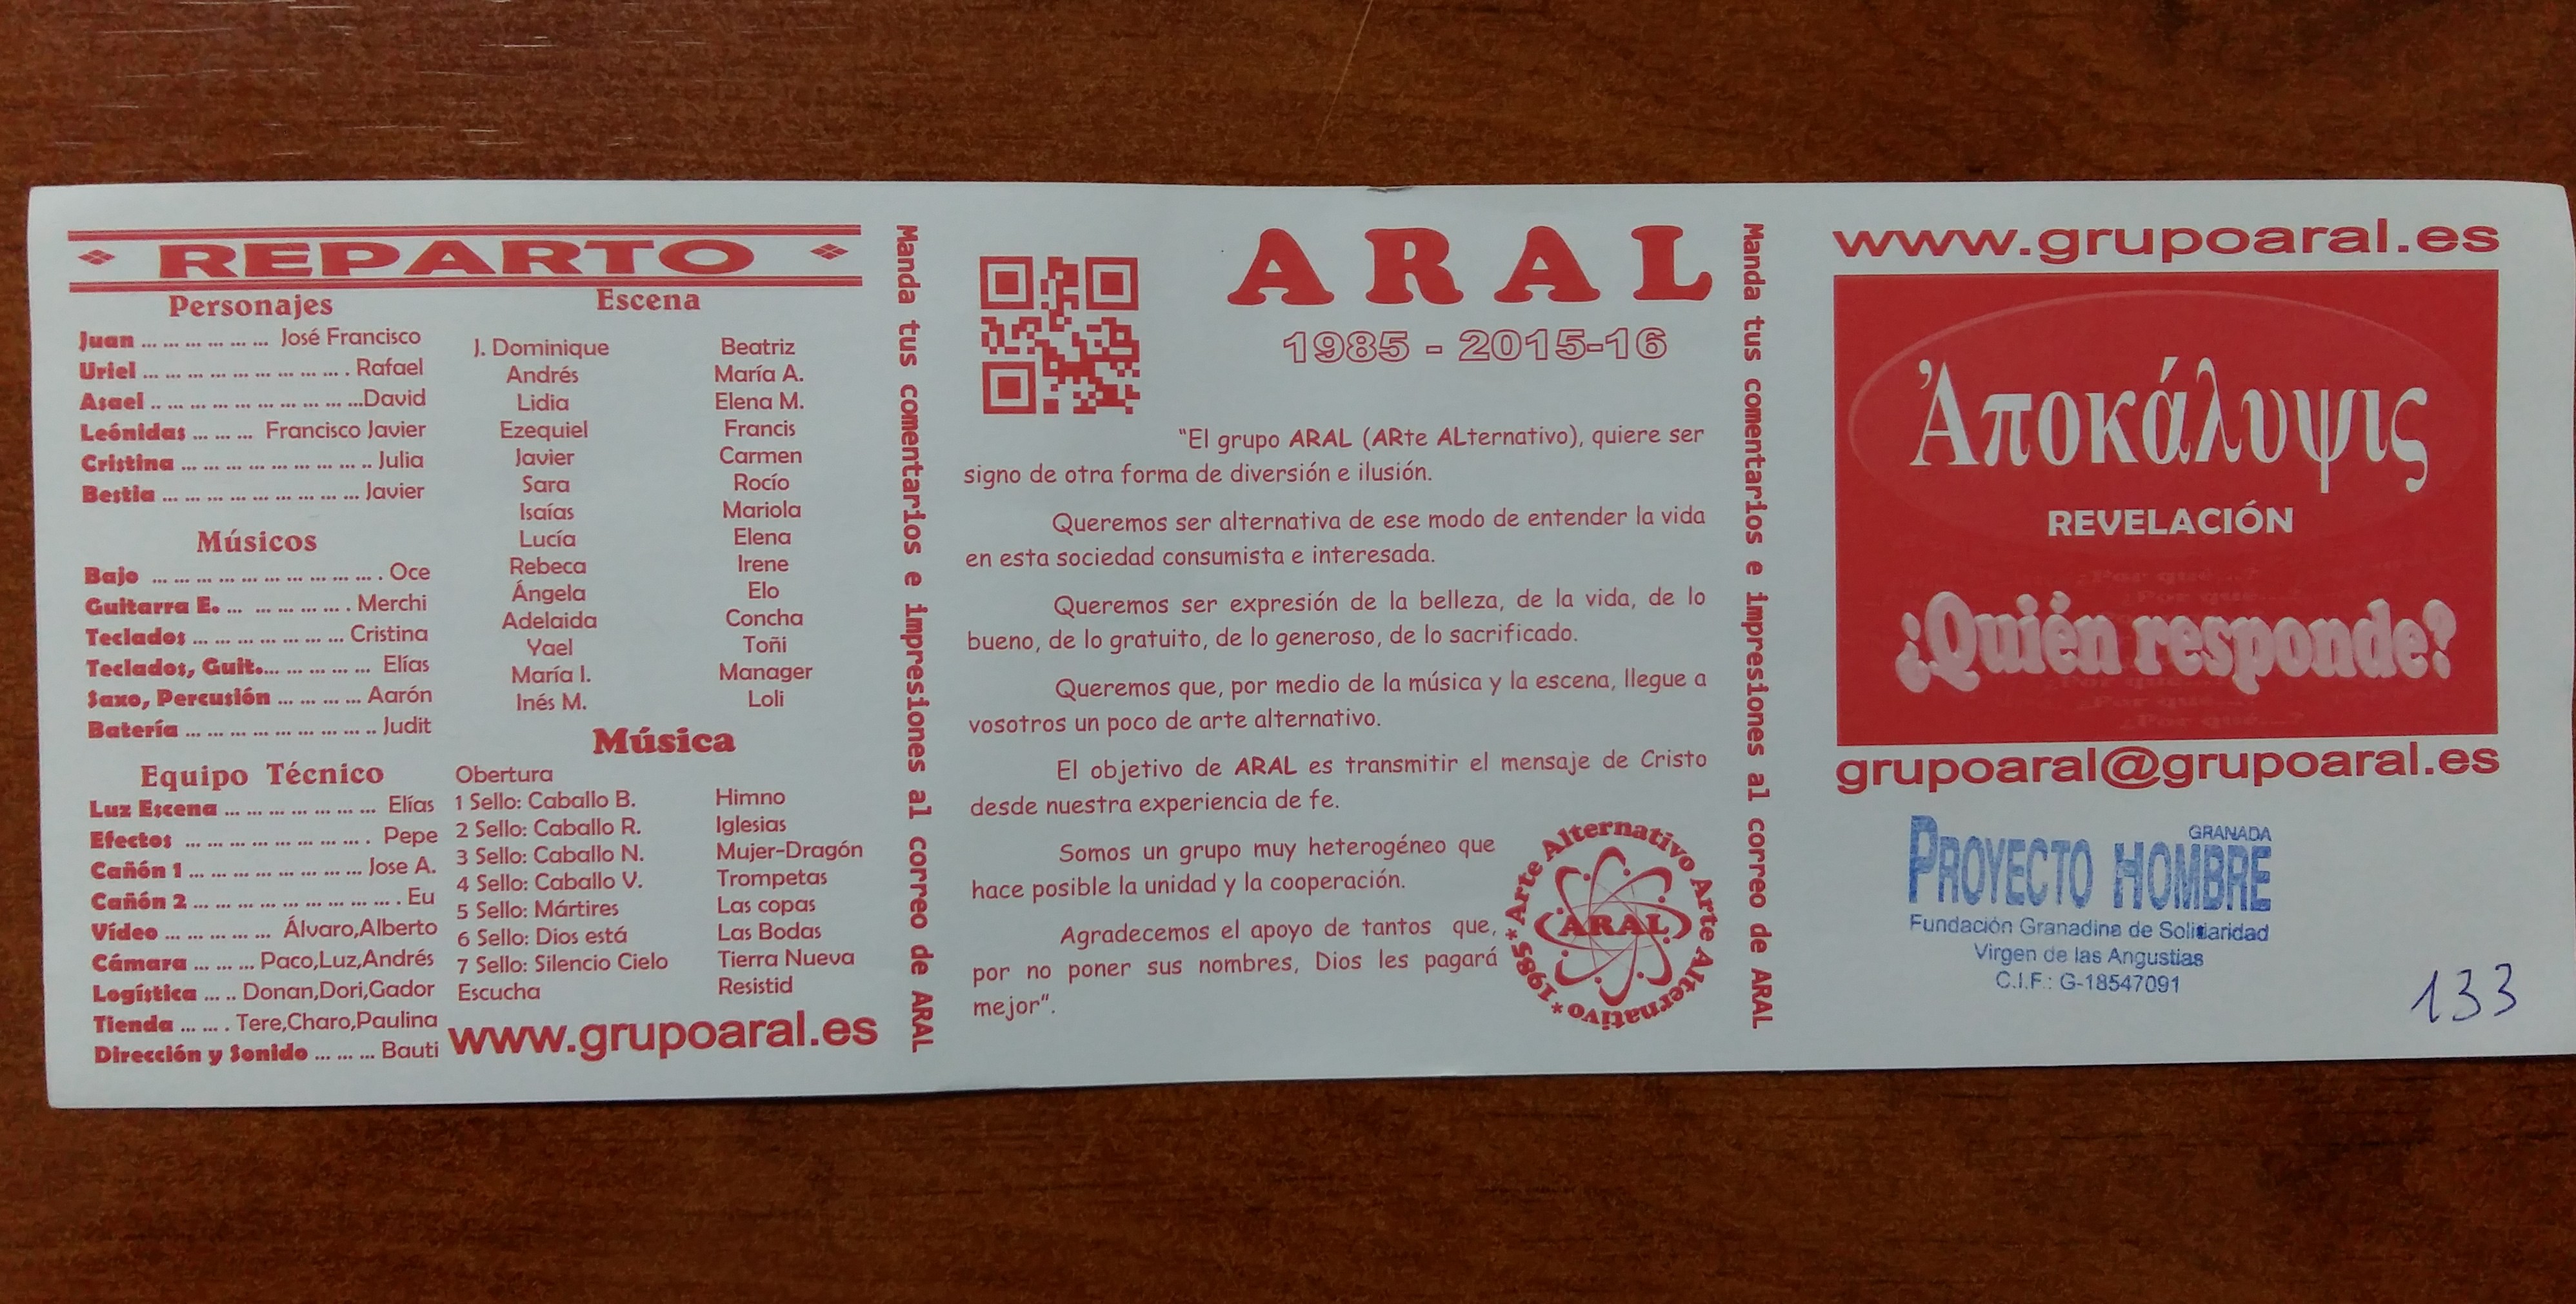 REPARTO
Personajes
Juan ... ... ... ... ... ... José Francisco
Uriel ... ... ... ... ... ... ... ... ... . Rafael
Asael .. ... ... ... ... ... ... ... ... ...David
Leónidas ... ... ... Francisco Javier
Cristina ... ... ... ... ... ... ... ... .. Julia
Bestia ... ... ... ... ... ... ... ... ... Javier
Músicos
Bajo ... ... ... ... ... ... ... ... ... ... . Oce
Guitarra E. ... ... ... ... ... . Merchi
Teclados ... ... ... ... ... ... ... Cristina
Teclados, Guit.... ... ... ... ... Elías
Saxo, Percusión ... ... ... ... Aarón
Batería ... ... ... ... ... ... ... ... .. Judit
Equipo Técnico
Luz Escena ... ... ... ... ... ... ... Elías
Efectos ... ... ... ... ... ... ... ... . Pepe
Cañón 1 ... ... ... ... ... ... ... ... Jose A.
Cañón 2 ... ... ... ... ... ... ... ... ... . Eu
Vídeo ... ... ... ... ... Álvaro,Alberto
Cámara ... ... ... Paco,Luz,Andrés
Logística ... .. Donan,Dori,Gador
Tienda ... ... . Tere,Charo,Paulina
Dirección y Sonido ... ... ... Bauti
Escena
J. Dominique
Andrés
Lidia
Ezequiel
Javier
Sara
Isaías
Lucía
Rebeca
Ángela
Adelaida
Yael
María I.
Inés M.
Beatriz
María A.
Elena M.
Francis
Carmen
Rocío
Mariola
Elena
Irene
Elo
Concha
Toñi
Manager
Loli
Música
Obertura
1 Sello: Caballo B.
2 Sello: Caballo R.
3 Sello: Caballo N.
4 Sello: Caballo V.
5 Sello: Mártires
6 Sello: Dios está
7 Sello: Silencio Cielo
Escucha
Himno
Iglesias
Mujer-Dragón
Trompetas
Las copas
Las Bodas
Tierra Nueva
Resistid
www.grupoaral.es
Manda tus comentarios e impresiones al correo de ARAL
ARAL
1985 - 2015-16
"El grupo ARAL (ARte ALternativo), quiere ser
signo de otra forma de diversión e ilusión.
Queremos ser alternativa de ese modo de entender la vida
en esta sociedad consumista e interesada.
Queremos ser expresión de la belleza, de la vida, de lo
bueno, de lo gratuito, de lo generoso, de lo sacrificado.
Queremos que, por medio de la música y la escena, llegue a
vosotros un poco de arte alternativo.
El objetivo de ARAL es transmitir el mensaje de Cristo
desde nuestra experiencia de fe.
Somos un grupo muy heterogéneo que
hace posible la unidad y la cooperación.
Agradecemos el apoyo de tantos que,
por no poner sus nombres, Dios les pagará
mejor".
*Arte Alternativo Arte Alternativo*1985
ARAL
Manda tus comentarios e impresiones al correo de ARAL
www.grupoaral.es
Ἀποκάλυψις
REVELACIÓN
¿Por qué...?
¿Por qué...
¿Quién responde?
¿Por qué...
¿Por qué...?
¿Por qué...?
grupoaral@grupoaral.es
GRANADA
PROYECTO HOMBRE
Fundación Granadina de Solidaridad
Virgen de las Angustias
C.I.F.: G-18547091
133